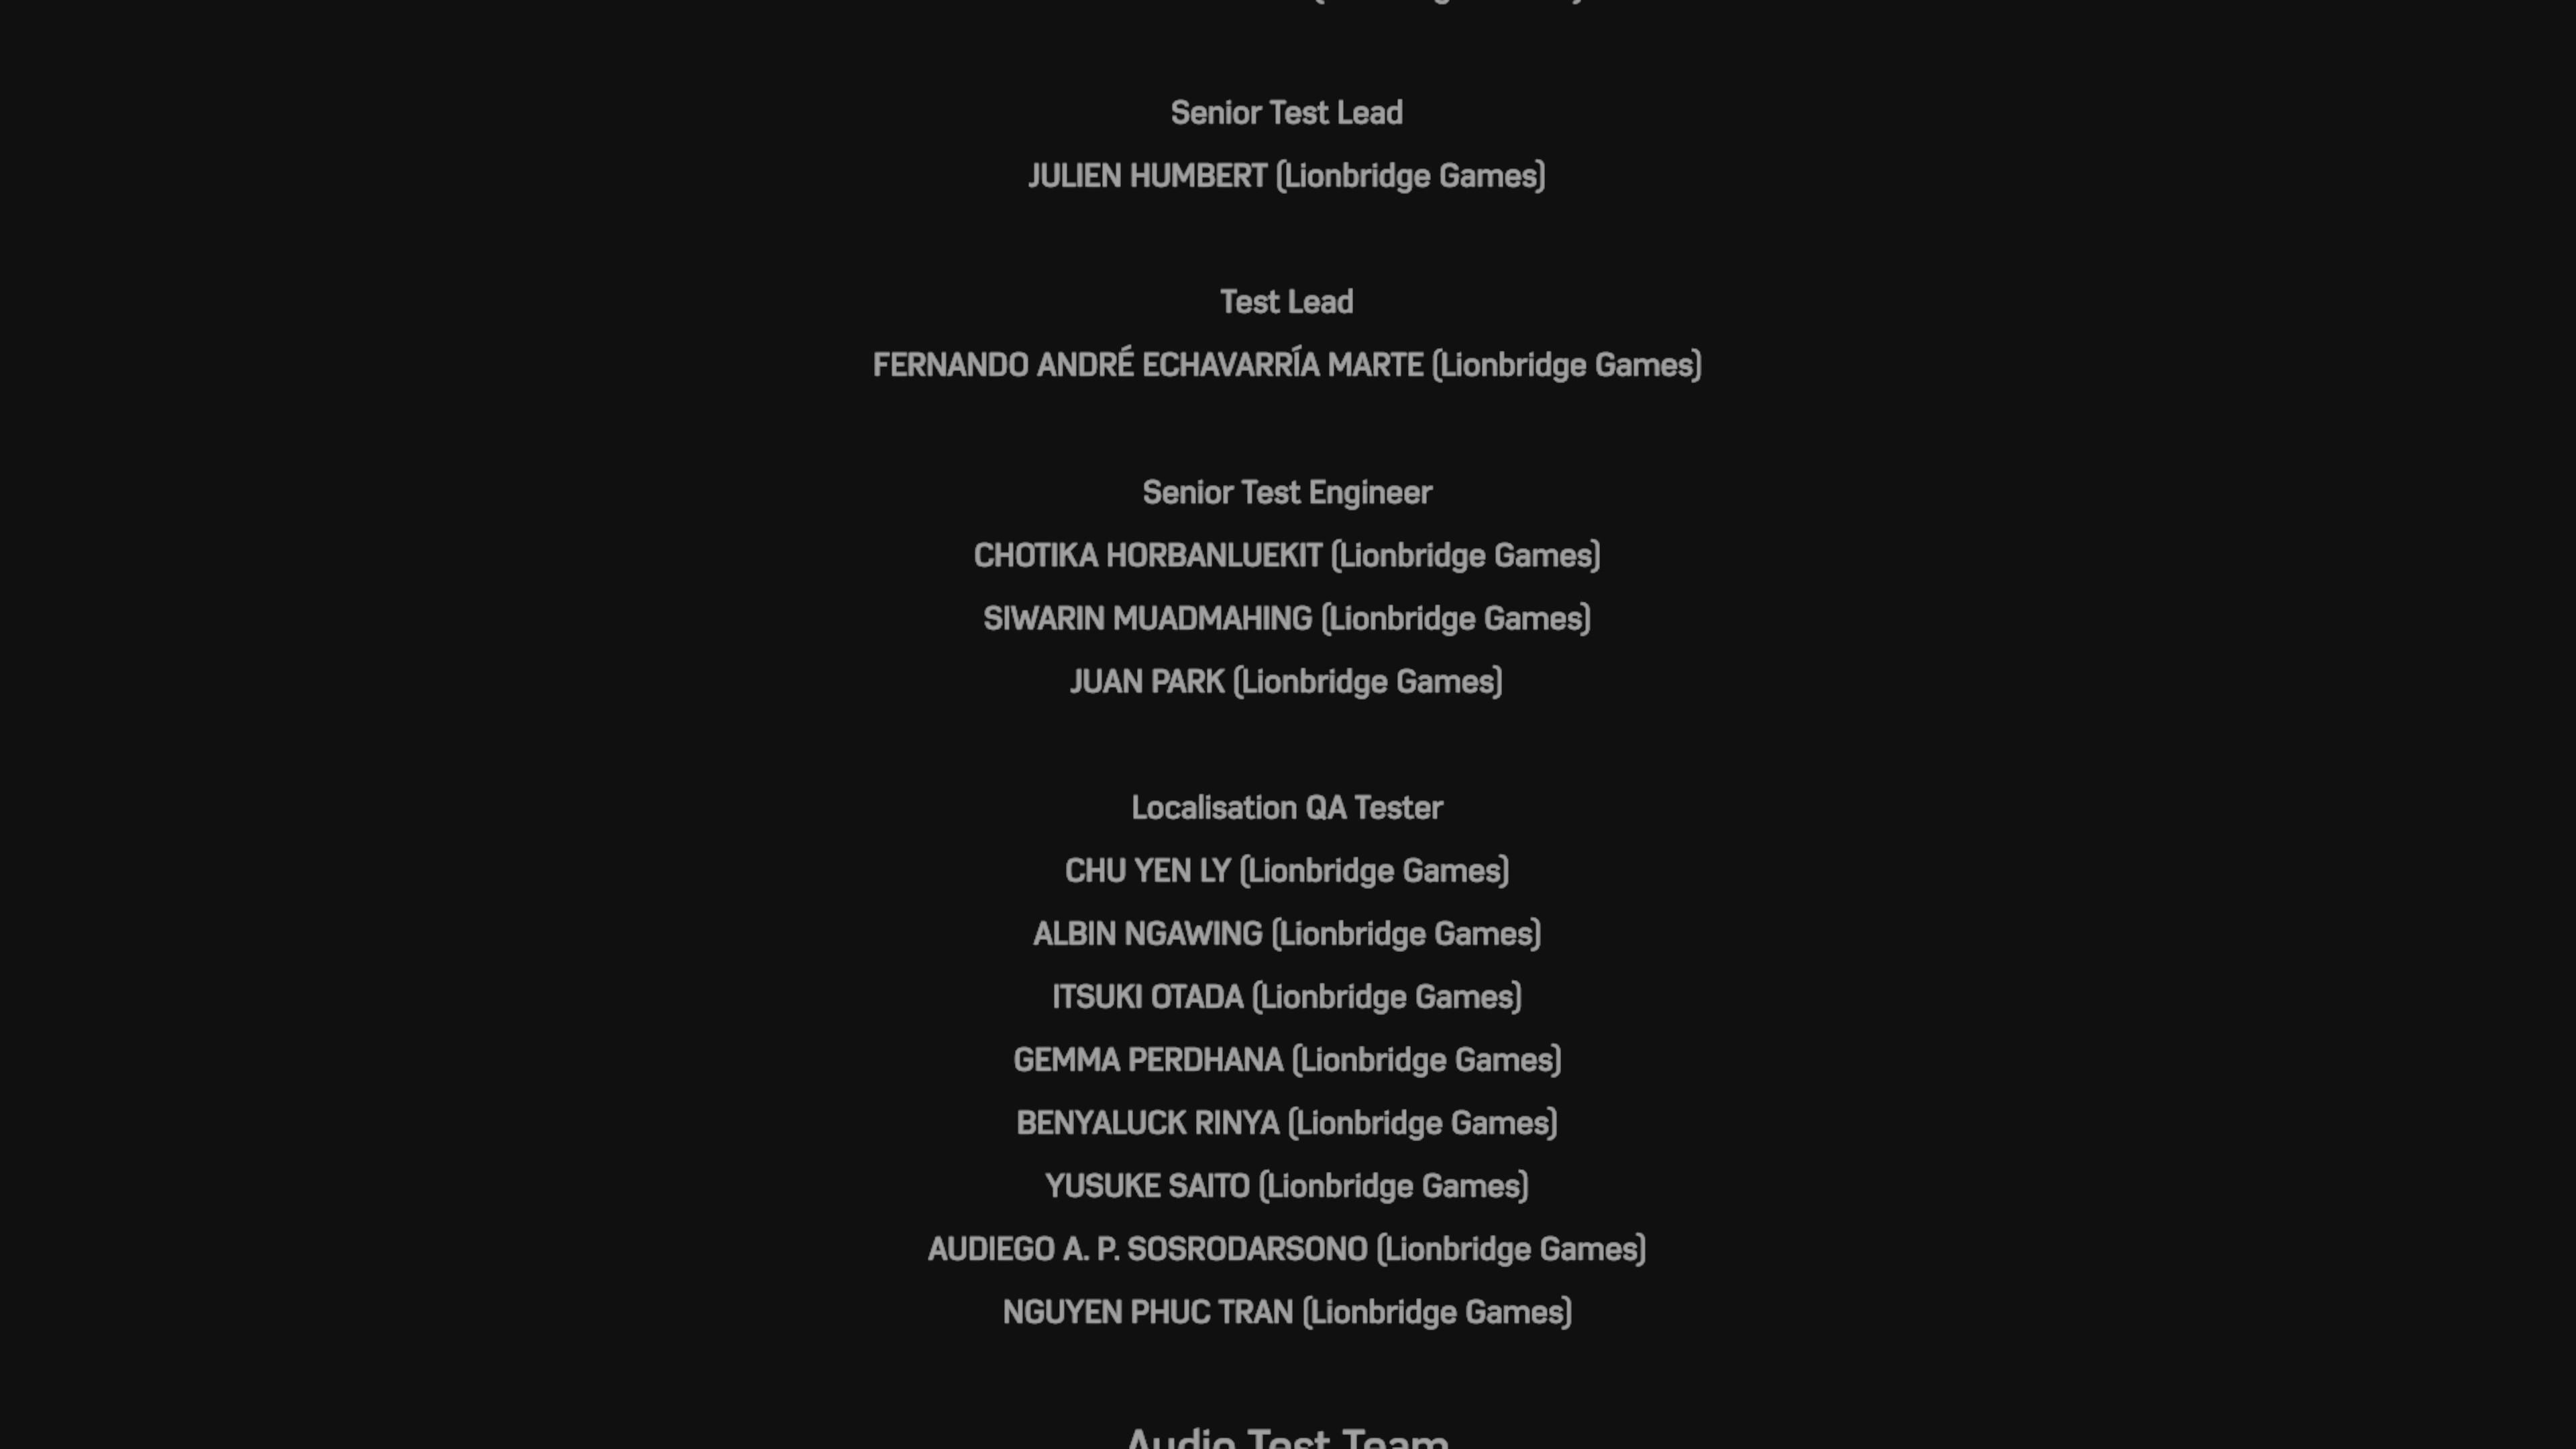 Senior Test Lead
JULIEN HUMBERT (Lionbridge Games)
Test Lead
FERNANDO ANDRÉ ECHAVARRÍA MARTE (Lionbridge Games)
Senior Test Engineer
CHOTIKA HORBANLUEKIT (Lionbridge Games)
SIWARIN MUADMAHING (Lionbridge Games)
JUAN PARK (Lionbridge Games)
Localisation QA Tester
CHU YEN LY (Lionbridge Games)
ALBIN NGAWING (Lionbridge Games)
ITSUKI OTADA (Lionbridge Games)
GEMMA PERDHANA (Lionbridge Games)
BENYALUCK RINYA (Lionbridge Games)
YUSUKE SAITO (Lionbridge Games)
AUDIEGO A. P. SOSRODARSONO (Lionbridge Games)
NGUYEN PHUC TRAN (Lionbridge Games)
Audio Test Team